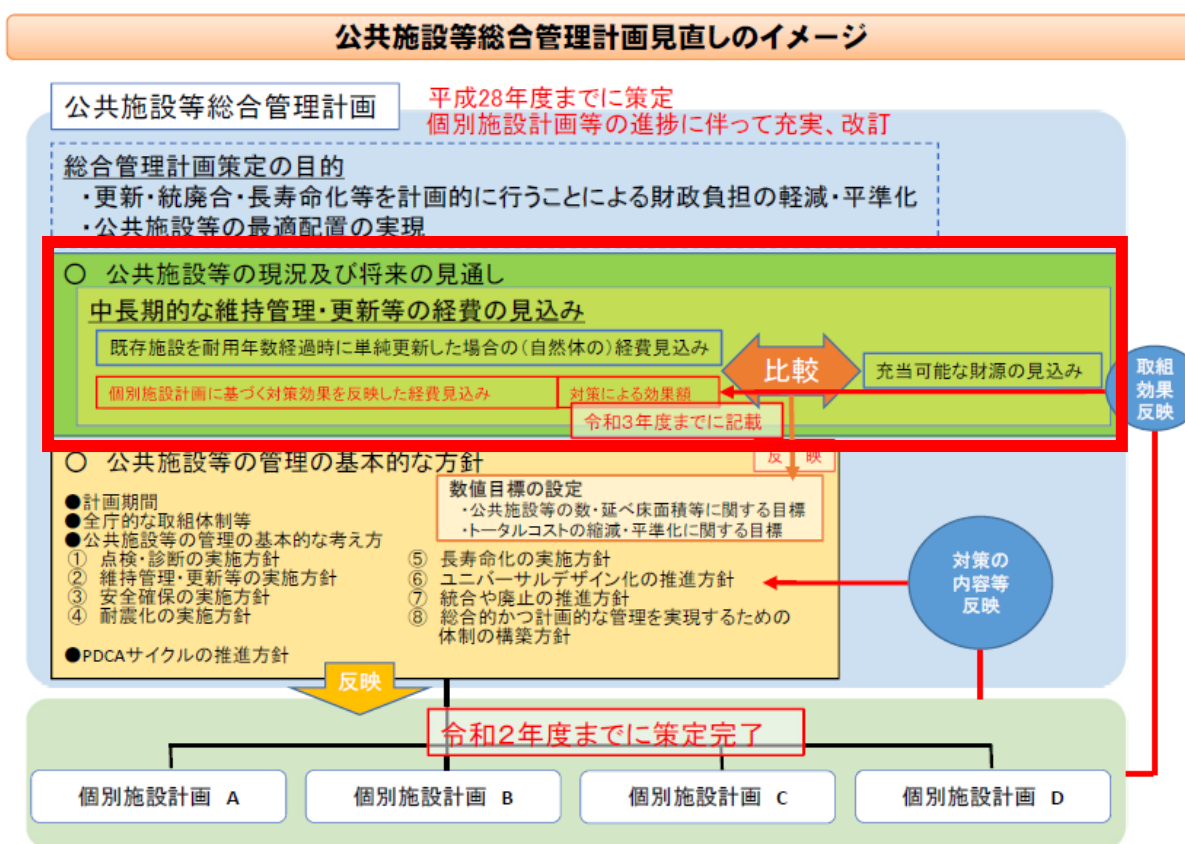 公共施設等総合管理計画見直しのイメージ
公共施設等総合管理計画
平成28年度までに策定
個別施設計画等の進捗に伴って充実、改訂
総合管理計画策定の目的
・更新・統廃合・長寿命化等を計画的に行うことによる財政負担の軽減・平準化
・公共施設等の最適配置の実現
〇 公共施設等の現況及び将来の見通し
中長期的な維持管理・更新等の経費の見込み
既存施設を耐用年数経過時に単純更新した場合の(自然体の)経費見込み
比較
充当可能な財源の見込み
個別施設計画に基づく対策効果を反映した経費見込み
対策による効果額
令和3年度までに記載
取組
効果
反映
〇 公共施設等の管理の基本的な方針
反 映
数値目標の設定
・公共施設等の数・延べ床面積等に関する目標
・トータルコストの縮減・平準化に関する目標
●計画期間
●全庁的な取組体制等
●公共施設等の管理の基本的な考え方
① 点検・診断の実施方針
② 維持管理・更新等の実施方針
③ 安全確保の実施方針
④ 耐震化の実施方針
⑤ 長寿命化の実施方針
⑥ ユニバーサルデザイン化の推進方針
⑦ 統合や廃止の推進方針
⑧ 総合的かつ計画的な管理を実現するための
体制の構築方針
●PDCAサイクルの推進方針
対策の
内容等
反映
反映
令和2年度までに策定完了
個別施設計画 A
個別施設計画 B
個別施設計画 C
個別施設計画 D